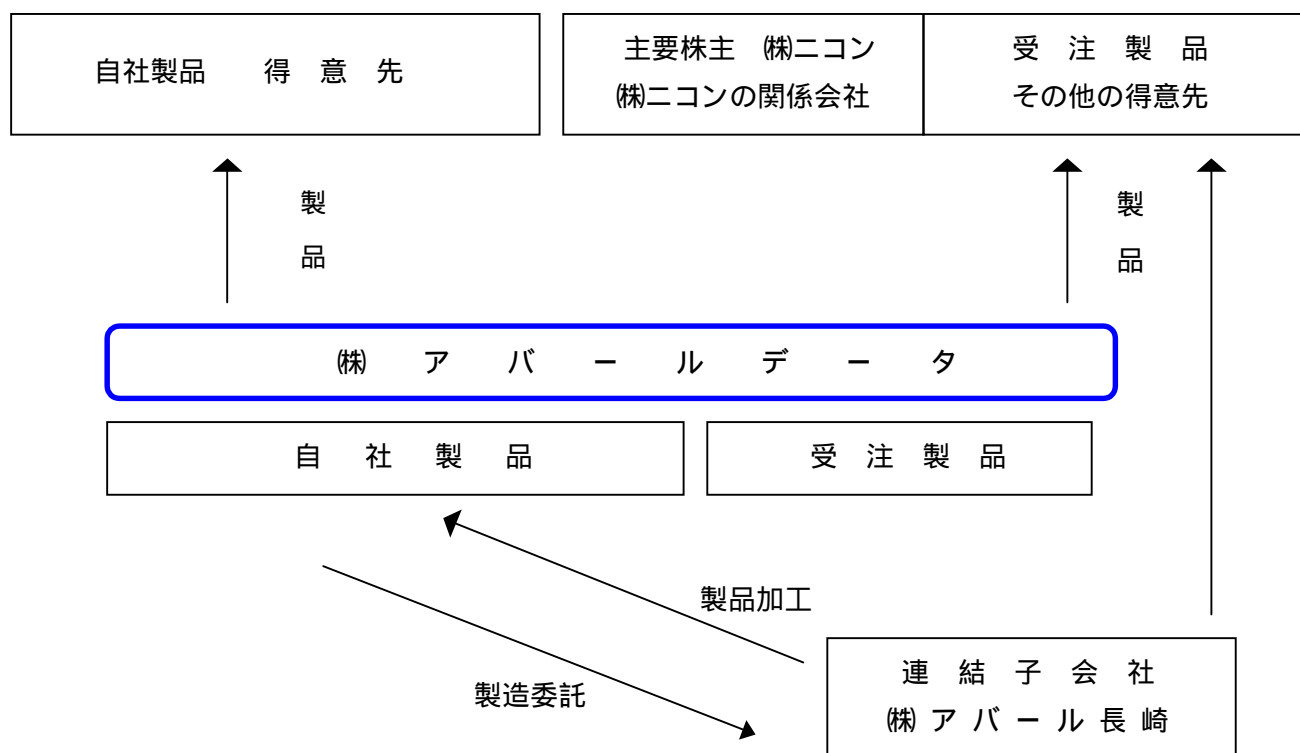 自社製品 得意先
主要株主 ㈱ニコン
㈱ニコンの関係会社
受注製品
その他の得意先
製品
製品
㈱アバールデータ
自社製品
受注製品
製品加工
製造委託
連結子会社
㈱アバール長崎